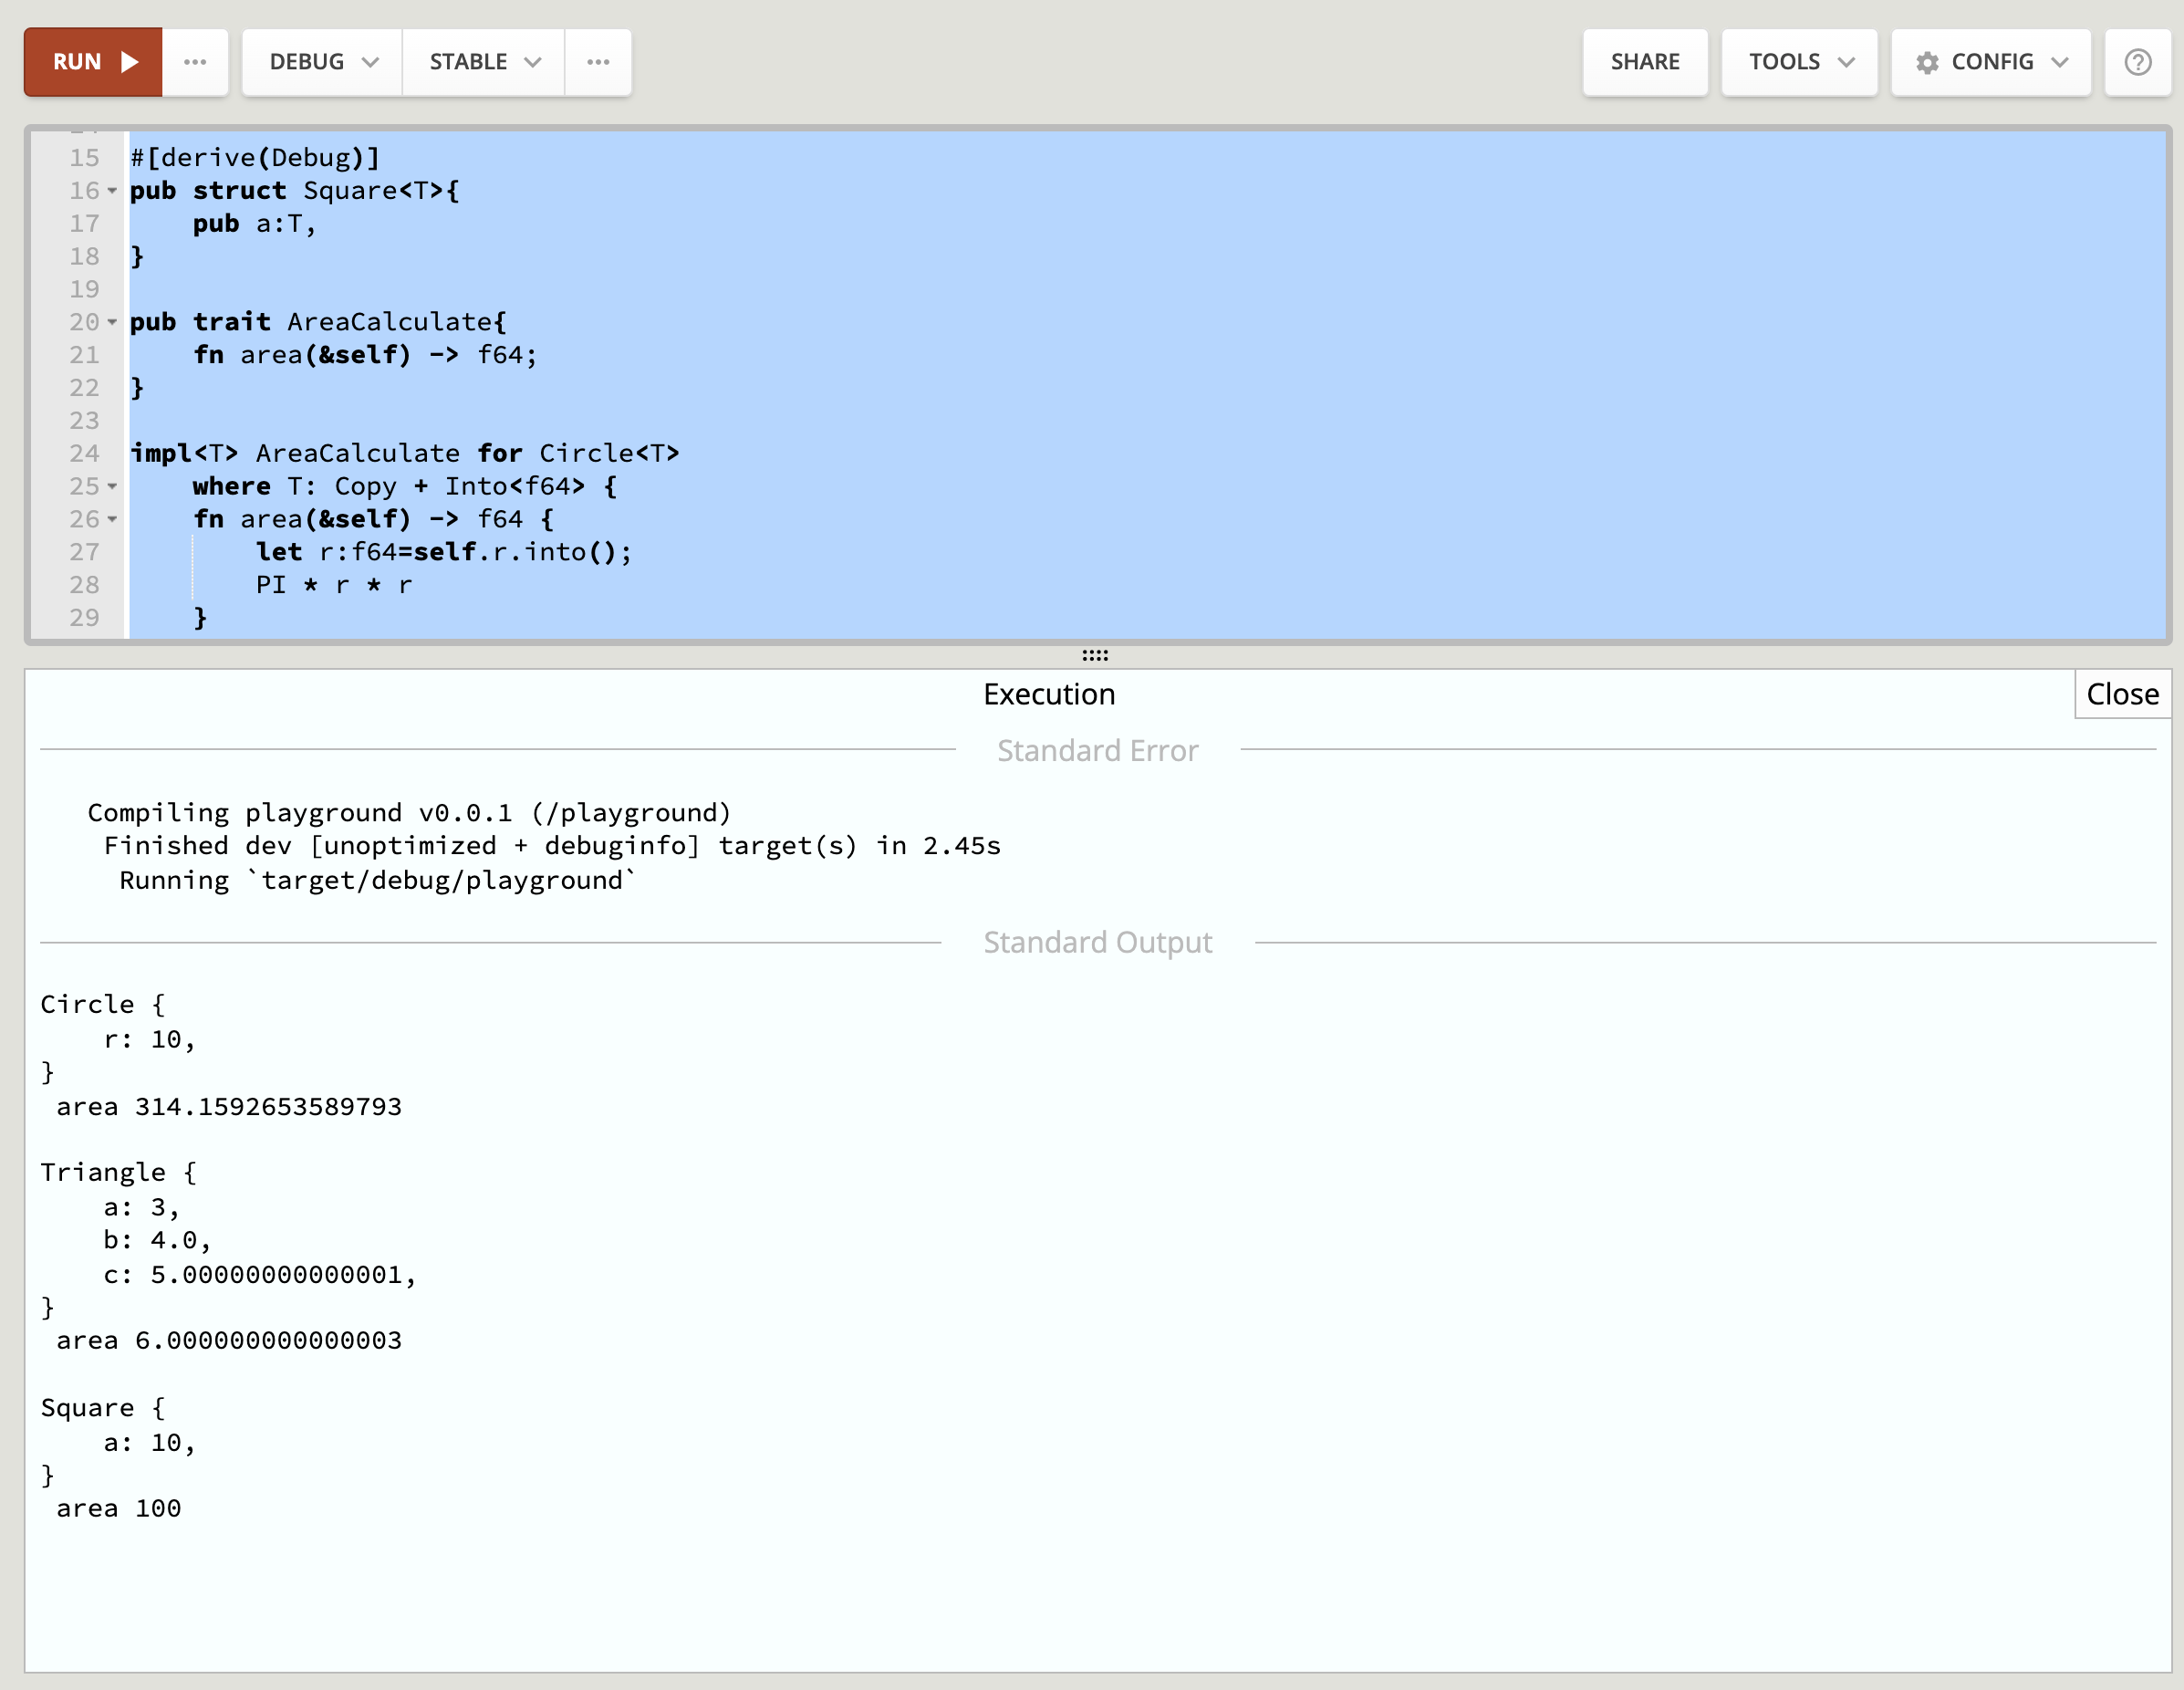 RUN ▶ ••• DEBUG STABLE ••• SHARE TOOLS CONFIG ?
15 #[derive(Debug)]
16 pub struct Square<T>{
17     pub a:T,
18 }
19
20 pub trait AreaCalculate{
21     fn area(&self) -> f64;
22 }
23
24 impl<T> AreaCalculate for Circle<T>
25     where T: Copy + Into<f64> {
26     fn area(&self) -> f64 {
27         let r:f64=self.r.into();
28         PI * r * r
29     }
Execution Close
Standard Error
   Compiling playground v0.0.1 (/playground)
    Finished dev [unoptimized + debuginfo] target(s) in 2.45s
     Running `target/debug/playground`
Standard Output
Circle {
    r: 10,
}
 area 314.1592653589793
Triangle {
    a: 3,
    b: 4.0,
    c: 5.00000000000001,
}
 area 6.000000000000003
Square {
    a: 10,
}
 area 100